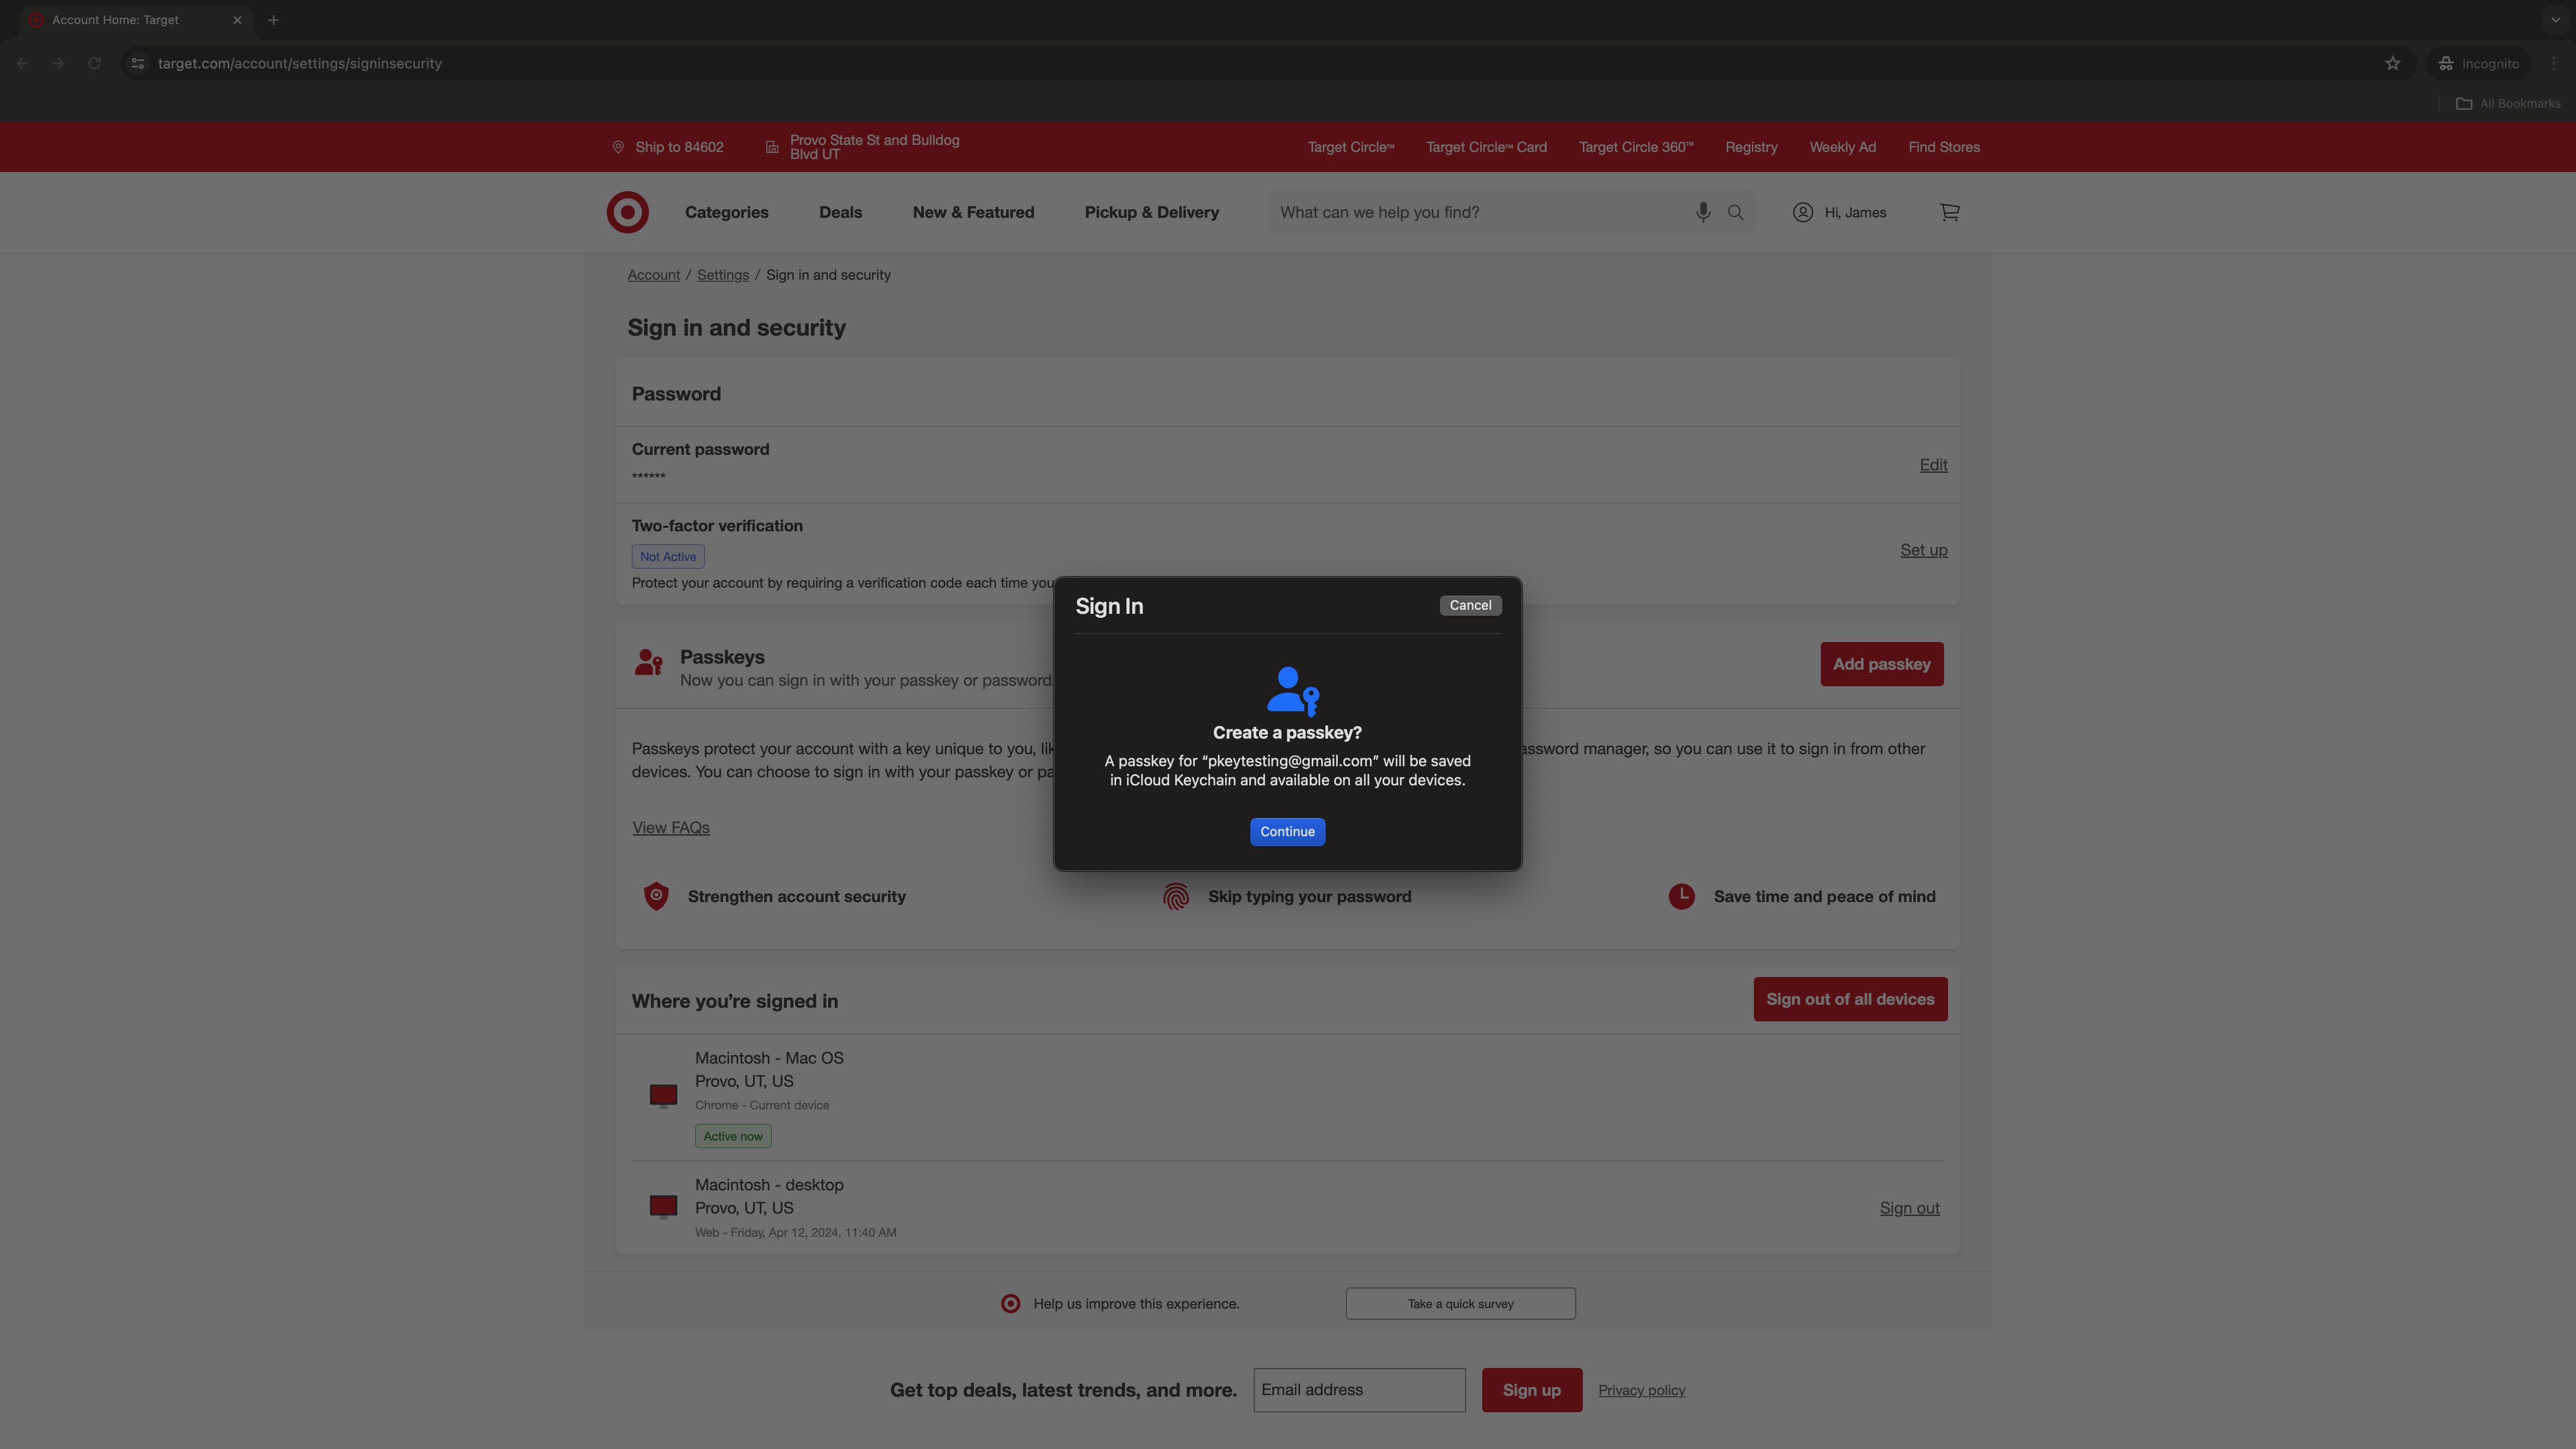 Account Home: Target
target.com/account/settings/signinsecurity
Incognito
All Bookmarks
Ship to 84602
Provo State St and Bulldog
Blvd UT
Target Circle™
Target Circle™ Card
Target Circle 360™
Registry
Weekly Ad
Find Stores
Categories
Deals
New & Featured
Pickup & Delivery
What can we help you find?
Hi, James
Account / Settings / Sign in and security
Sign in and security
Password
Current password
******
Edit
Two-factor verification
Not Active
Set up
Protect your account by requiring a verification code each time you
Passkeys
Now you can sign in with your passkey or password
Add passkey
Passkeys protect your account with a key unique to you,
password manager, so you can use it to sign in from other
devices. You can choose to sign in with your passkey or
View FAQs
Strengthen account security
Skip typing your password
Save time and peace of mind
Sign In
Cancel
Create a passkey?
A passkey for “pkeytesting@gmail.com” will be saved
in iCloud Keychain and available on all your devices.
Continue
Where you’re signed in
Sign out of all devices
Macintosh - Mac OS
Provo, UT, US
Chrome - Current device
Active now
Macintosh - desktop
Provo, UT, US
Web - Friday, Apr 12, 2024, 11:40 AM
Sign out
Help us improve this experience.
Take a quick survey
Get top deals, latest trends, and more.
Email address
Sign up
Privacy policy